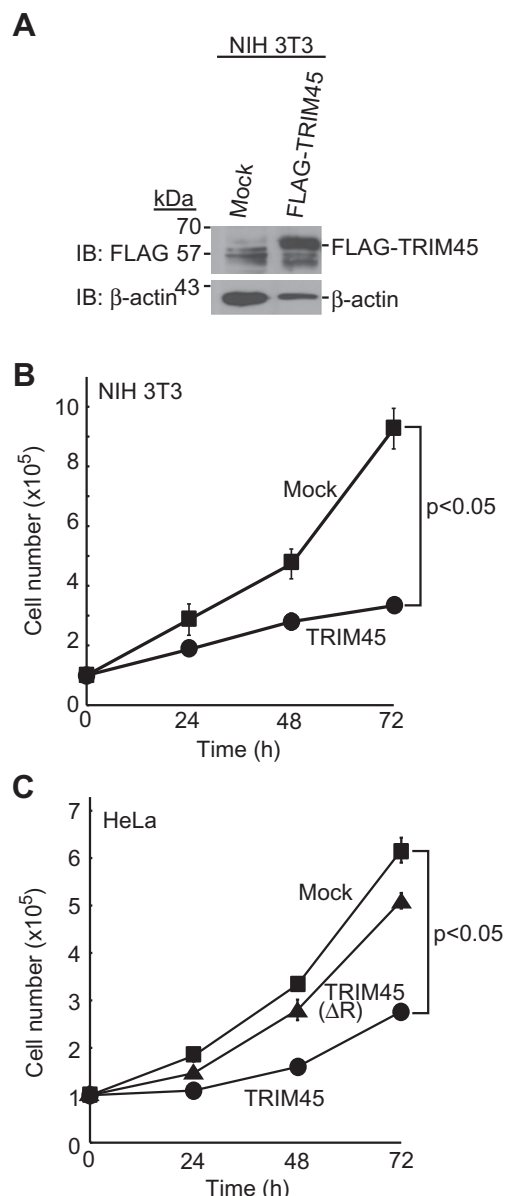 A
NIH 3T3
Mock
FLAG-TRIM45
kDa
70
IB: FLAG 57
FLAG-TRIM45
IB: β-actin 43
β-actin
B
NIH 3T3
10
8
6
4
2
0
Cell number (x10⁵)
Mock
TRIM45
p<0.05
0 24 48 72
Time (h)
C
HeLa
7
6
5
4
3
2
1
0
Cell number (x10⁵)
Mock
TRIM45
(ΔR)
TRIM45
p<0.05
0 24 48 72
Time (h)